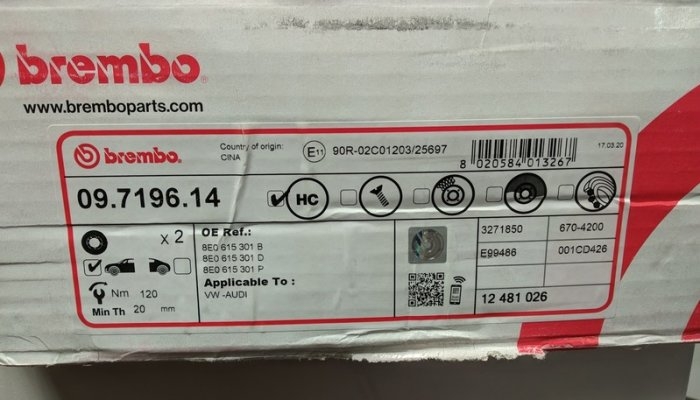 brembo
www.bremboparts.com
brembo. Country of origin: E11 90R-02C01203/25697 17.03.20
CINA
8 020584 013267
09.7196.14 HC
x 2 OE Ref.: 3271850 670-4200
8E0 615 301 B
8E0 615 301 D E99486 001CD426
8E0 615 301 P
Applicable To :
Nm 120 VW -AUDI 12 481 026
Min Th 20 mm